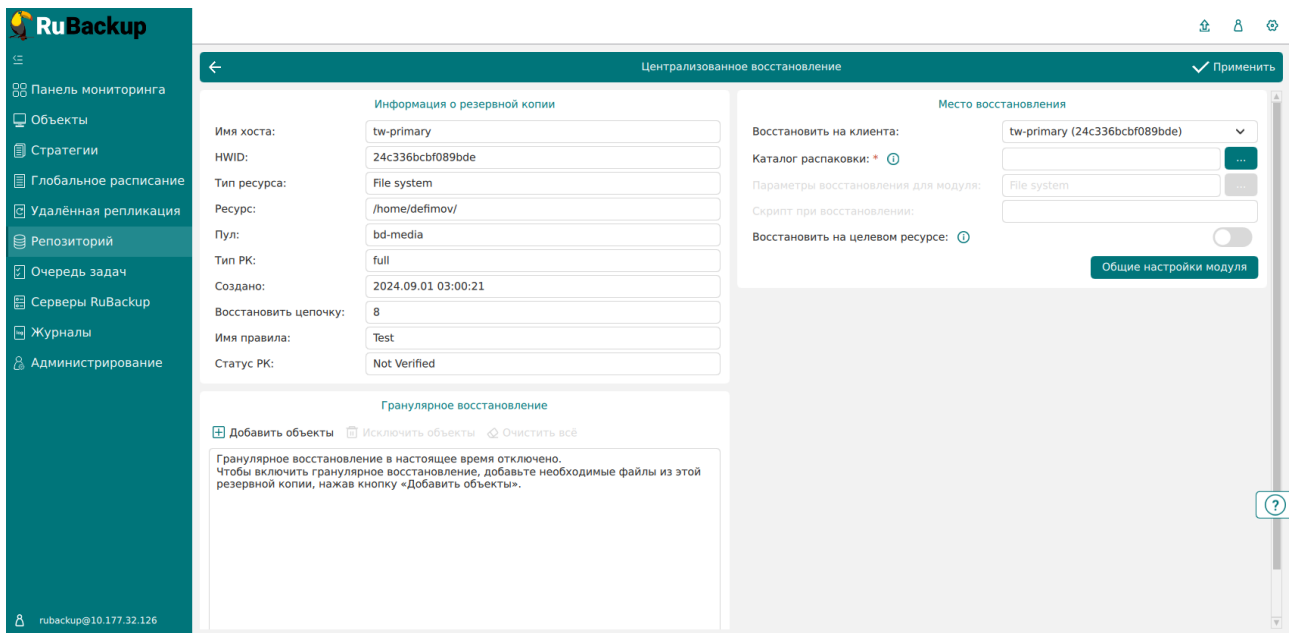 RuBackup
Централизованное восстановление
Применить
Панель мониторинга
Объекты
Стратегии
Глобальное расписание
Удалённая репликация
Репозиторий
Очередь задач
Серверы RuBackup
Журналы
Администрирование
rubackup@10.177.32.126
Информация о резервной копии
Имя хоста: tw-primary
HWID: 24c336bcbf089bde
Тип ресурса: File system
Ресурс: /home/defimov/
Пул: bd-media
Тип РК: full
Создано: 2024.09.01 03:00:21
Восстановить цепочку: 8
Имя правила: Test
Статус РК: Not Verified
Гранулярное восстановление
Добавить объекты Исключить объекты Очистить всё
Гранулярное восстановление в настоящее время отключено.
Чтобы включить гранулярное восстановление, добавьте необходимые файлы из этой
резервной копии, нажав кнопку «Добавить объекты».
Место восстановления
Восстановить на клиента: tw-primary (24c336bcbf089bde)
Каталог распаковки: * ...
Параметры восстановления для модуля: File system ...
Скрипт при восстановлении:
Восстановить на целевом ресурсе:
Общие настройки модуля
?